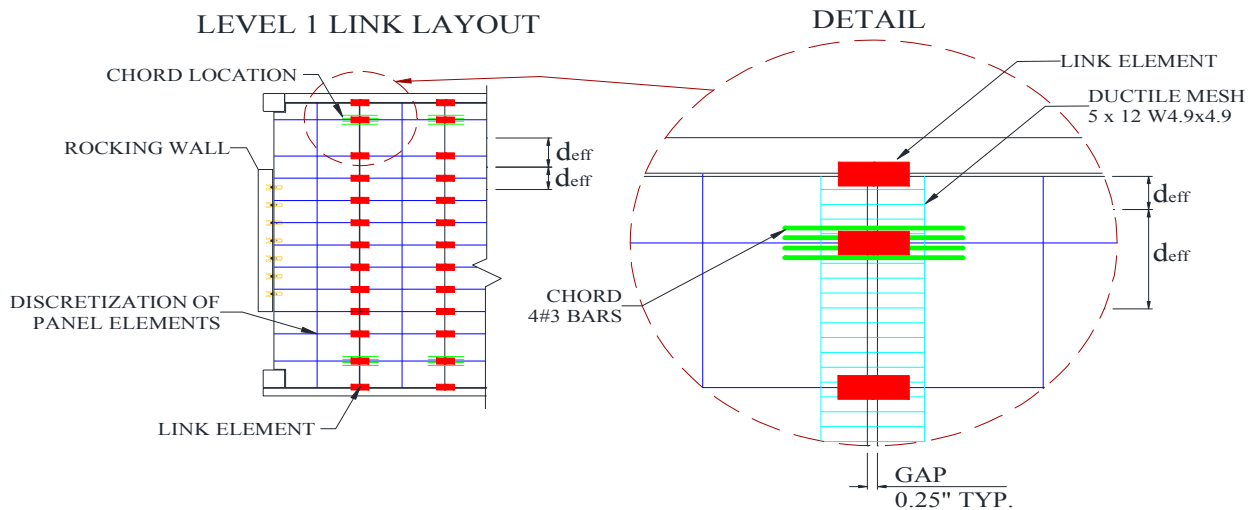 LEVEL 1 LINK LAYOUT
CHORD LOCATION
ROCKING WALL
deff
deff
DISCRETIZATION OF
PANEL ELEMENTS
LINK ELEMENT
DETAIL
LINK ELEMENT
DUCTILE MESH
5 x 12 W4.9x4.9
deff
deff
CHORD
4#3 BARS
GAP
0.25" TYP.